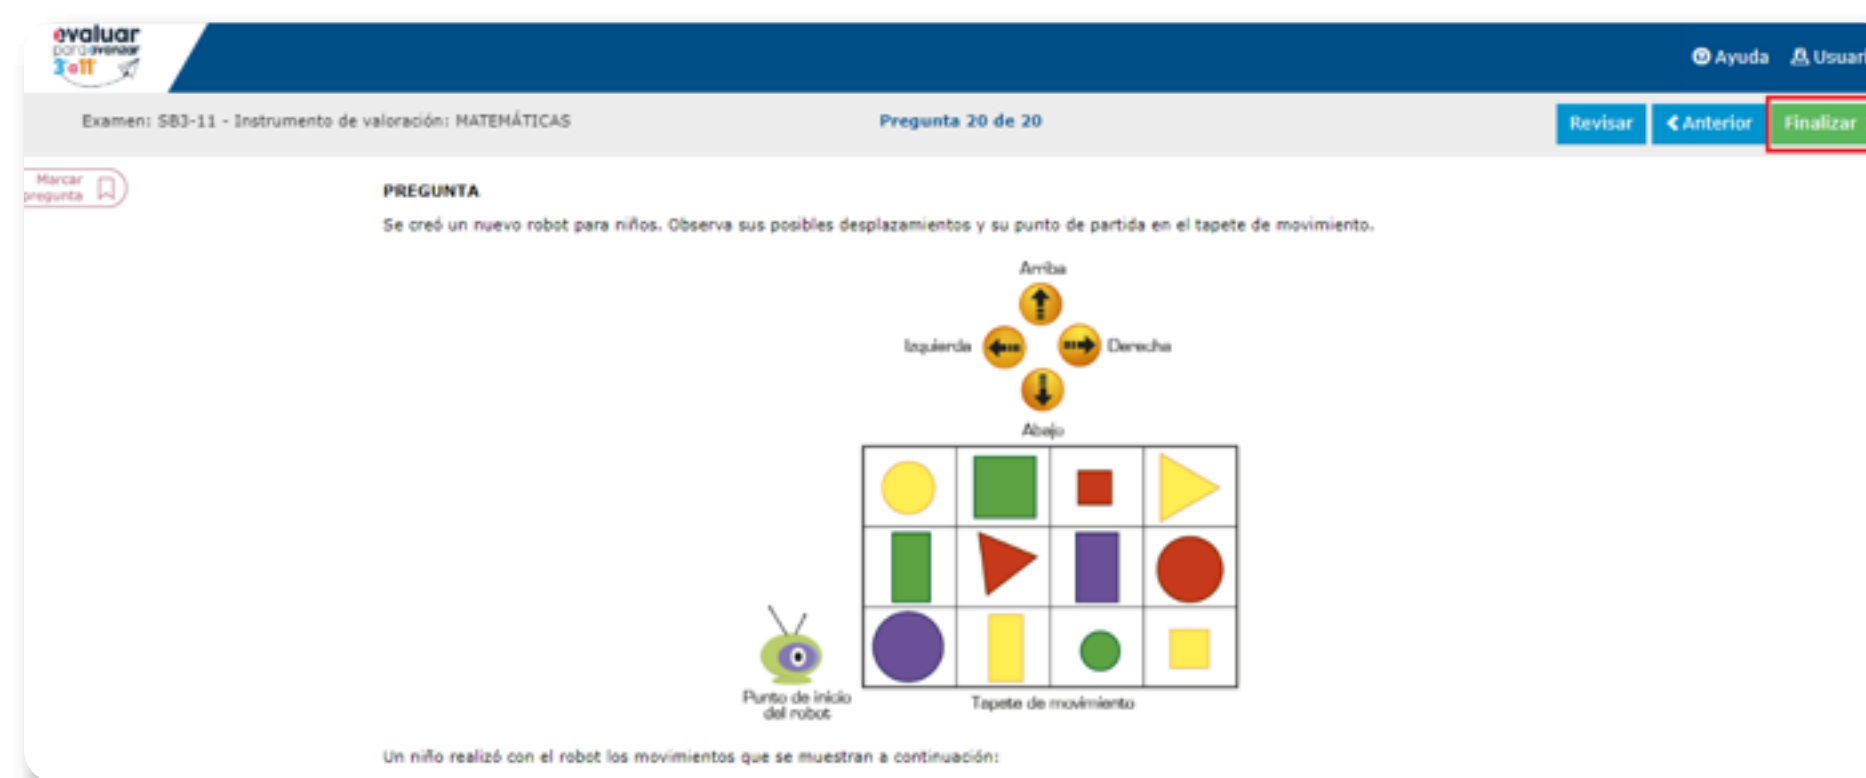 evaluar
para avanzar
3°a11°
Ayuda
Usuari
Examen: SB3-11 - Instrumento de valoración: MATEMÁTICAS
Pregunta 20 de 20
Revisar
Anterior
Finalizar
Marcar
pregunta
PREGUNTA
Se creó un nuevo robot para niños. Observa sus posibles desplazamientos y su punto de partida en el tapete de movimiento.
Arriba
Izquierda
Derecha
Abajo
Punto de inicio
del robot
Tapete de movimiento
Un niño realizó con el robot los movimientos que se muestran a continuación: